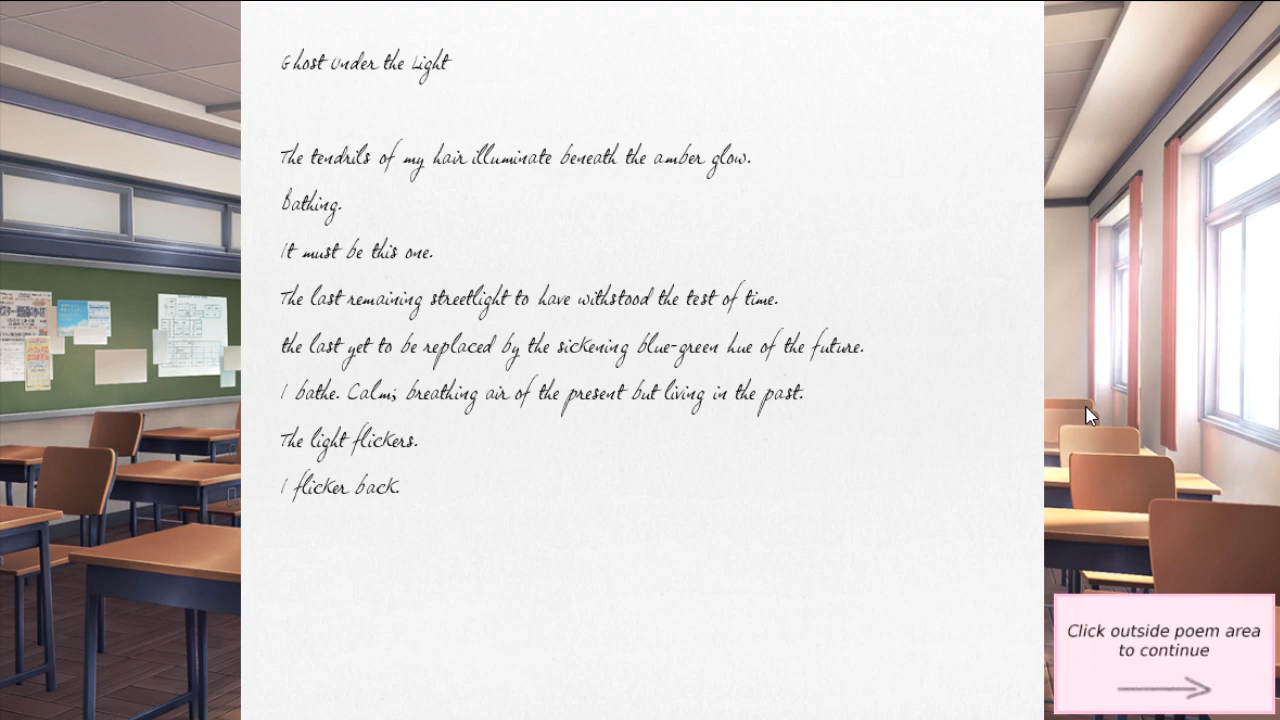 Ghost Under the Light
The tendrils of my hair illuminate beneath the amber glow.
Bathing.
It must be this one.
The last remaining streetlight to have withstood the test of time.
the last yet to be replaced by the sickening blue-green hue of the future.
I bathe. Calm; breathing air of the present but living in the past.
The light flickers.
I flicker back.
Click outside poem area
to continue